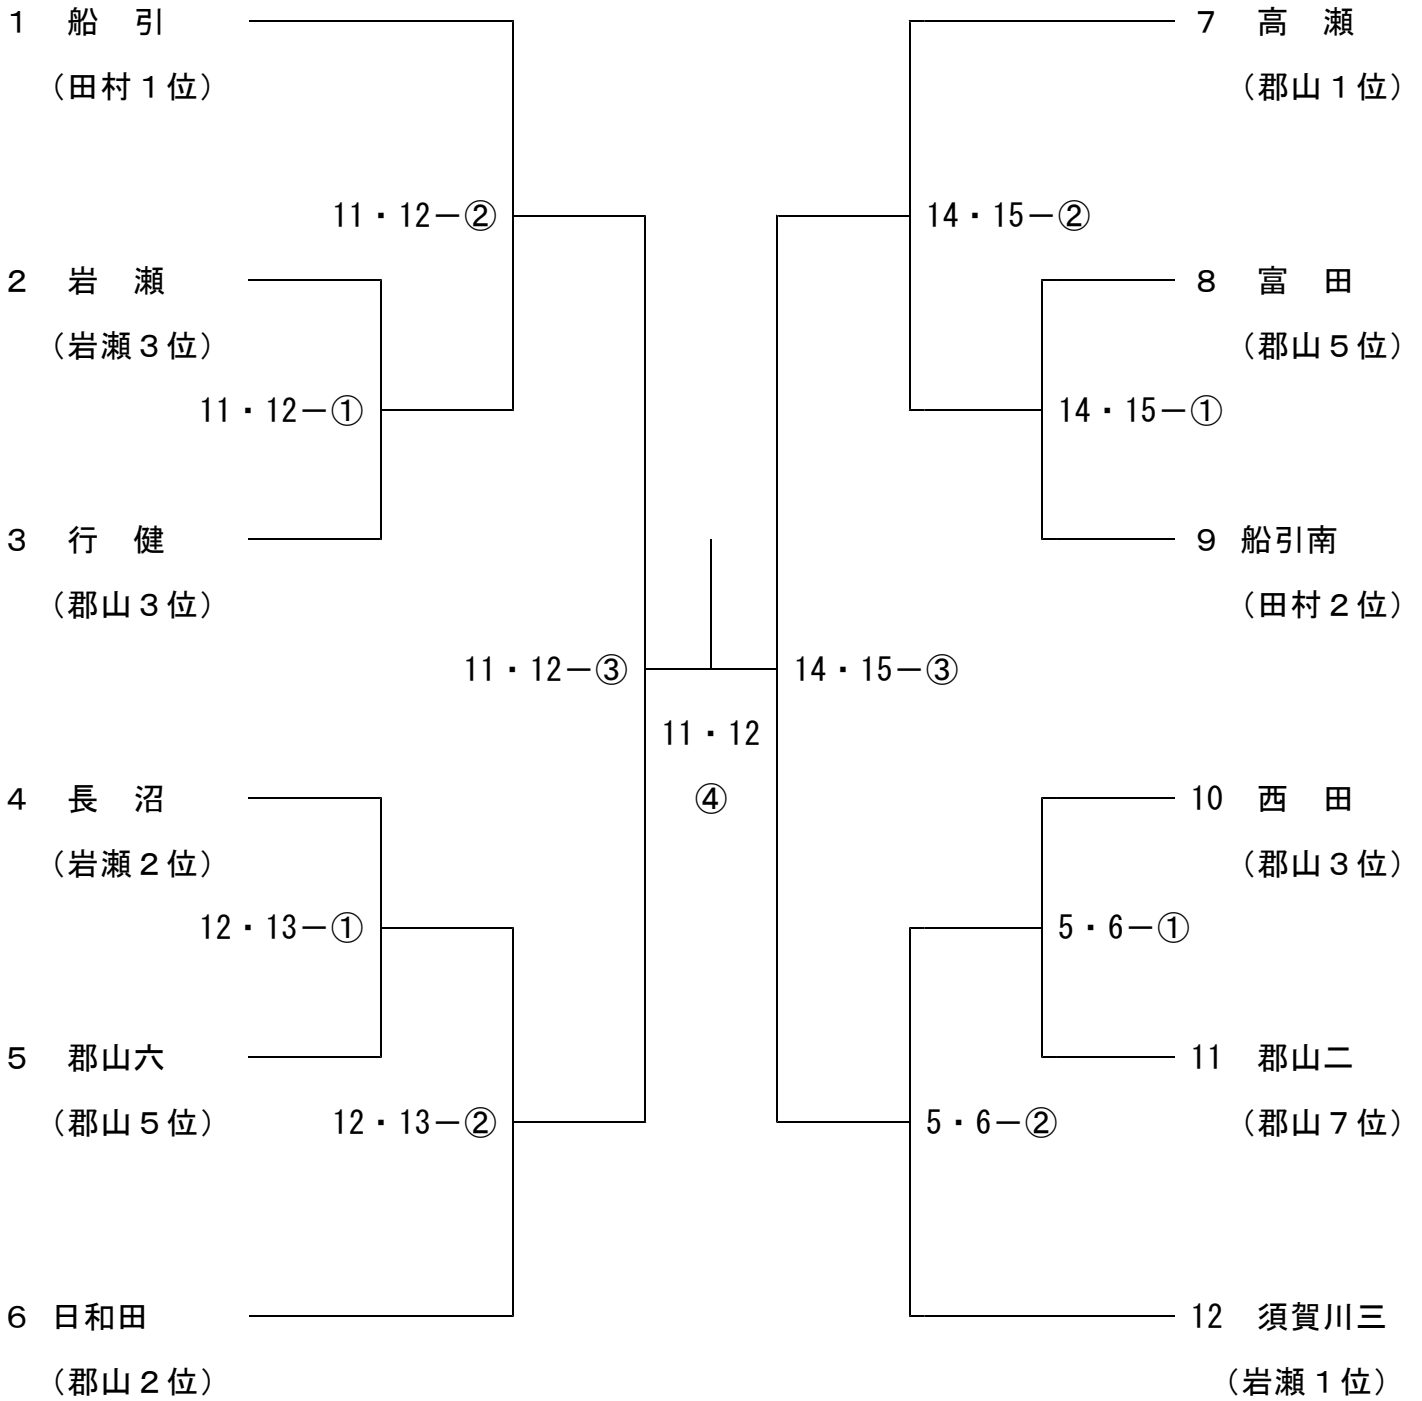 1 船 引
(田村1位)
11・12－②
2 岩 瀬
(岩瀬3位)
11・12－①
3 行 健
(郡山3位)
11・12－③
4 長 沼
(岩瀬2位)
12・13－①
5 郡山六
(郡山5位)
12・13－②
6 日和田
(郡山2位)
11・12
④
7 高 瀬
(郡山1位)
14・15－②
8 富 田
(郡山5位)
14・15－①
9 船引南
(田村2位)
14・15－③
10 西 田
(郡山3位)
5・6－①
11 郡山二
(郡山7位)
5・6－②
12 須賀川三
(岩瀬1位)